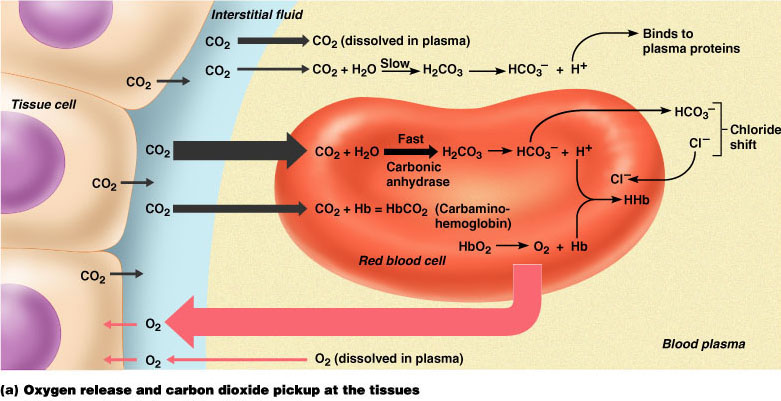 Interstitial fluid
CO₂ CO₂ (dissolved in plasma)
Binds to
plasma proteins
CO₂ CO₂ + H₂O Slow H₂CO₃ HCO₃⁻ + H⁺
CO₂
Tissue cell
HCO₃⁻
Chloride
shift
Cl⁻
CO₂ CO₂ + H₂O Fast H₂CO₃ HCO₃⁻ + H⁺
Carbonic
anhydrase
CO₂
Cl⁻
HHb
CO₂ CO₂ + Hb = HbCO₂ (Carbamino-
hemoglobin)
HbO₂ O₂ + Hb
Red blood cell
CO₂
O₂
Blood plasma
O₂ O₂ (dissolved in plasma)
(a) Oxygen release and carbon dioxide pickup at the tissues